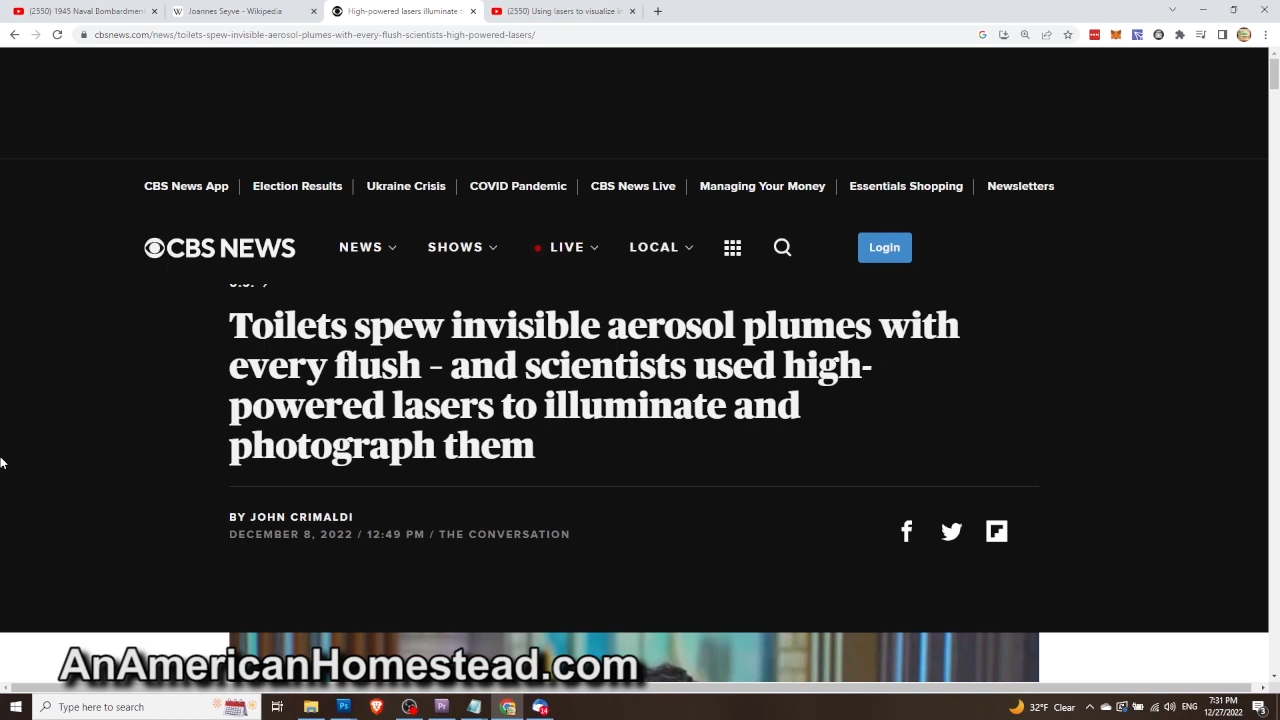 (2550) 1945 Naval Bombardment
Joannes Seyve - Wikipedia
High-powered lasers illuminate t
(2550) Using lasers to visualize in
cbsnews.com/news/toilets-spew-invisible-aerosol-plumes-with-every-flush-scientists-high-powered-lasers/
CBS News App
Election Results
Ukraine Crisis
COVID Pandemic
CBS News Live
Managing Your Money
Essentials Shopping
Newsletters
CBS NEWS
NEWS
SHOWS
LIVE
LOCAL
Login
Toilets spew invisible aerosol plumes with
every flush – and scientists used high-
powered lasers to illuminate and
photograph them
BY JOHN CRIMALDI
DECEMBER 8, 2022 / 12:49 PM / THE CONVERSATION
AnAmericanHomestead.com
Type here to search
32°F Clear
ENG
7:31 PM
12/27/2022